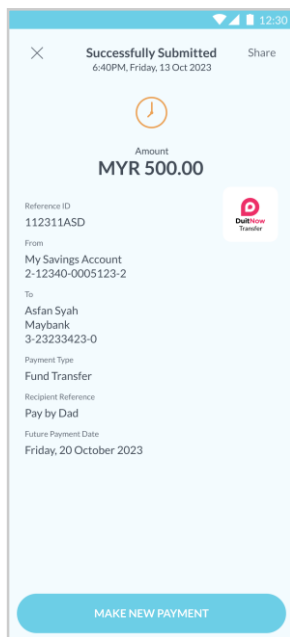 12:30
Successfully Submitted
Share
6:40PM, Friday, 13 Oct 2023
Amount
MYR 500.00
Reference ID
112311ASD
DuitNow
Transfer
From
My Savings Account
2-12340-0005123-2
To
Asfan Syah
Maybank
3-23233423-0
Payment Type
Fund Transfer
Recipient Reference
Pay by Dad
Future Payment Date
Friday, 20 October 2023
MAKE NEW PAYMENT